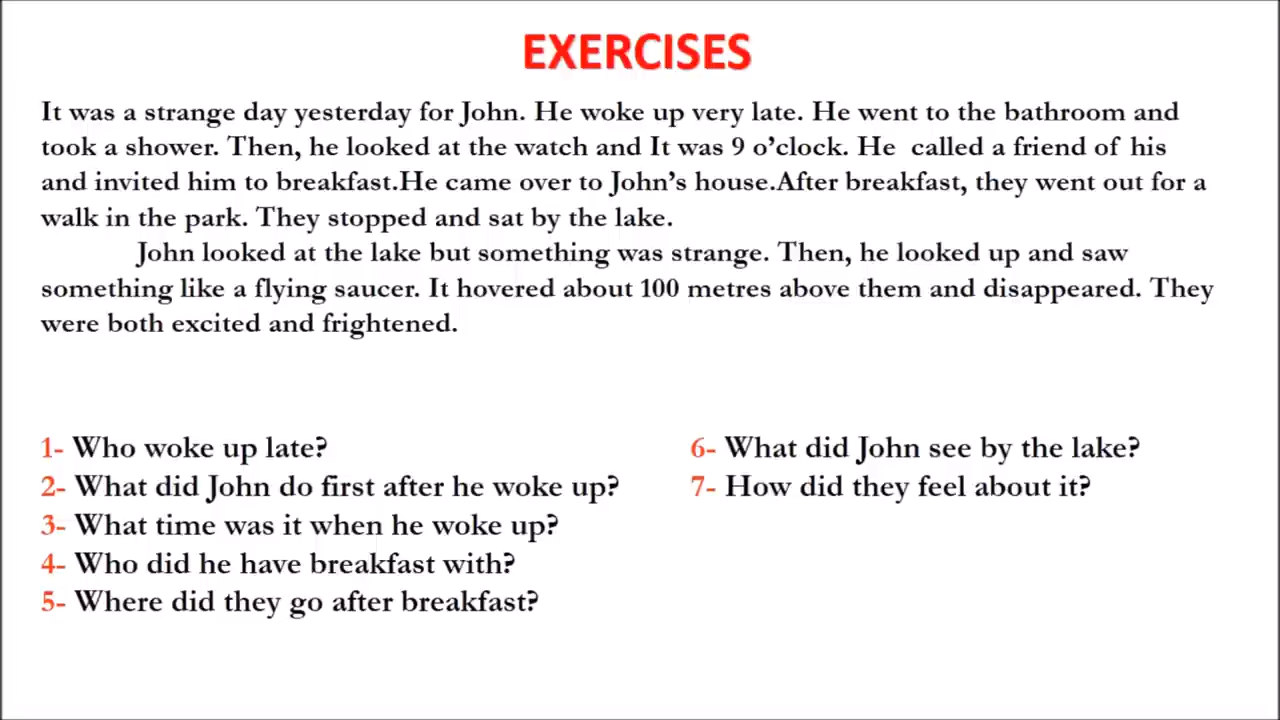 EXERCISES
It was a strange day yesterday for John. He woke up very late. He went to the bathroom and
took a shower. Then, he looked at the watch and It was 9 o'clock. He  called a friend of his
and invited him to breakfast.He came over to John's house.After breakfast, they went out for a
walk in the park. They stopped and sat by the lake.
John looked at the lake but something was strange. Then, he looked up and saw
something like a flying saucer. It hovered about 100 metres above them and disappeared. They
were both excited and frightened.
1- Who woke up late?
2- What did John do first after he woke up?
3- What time was it when he woke up?
4- Who did he have breakfast with?
5- Where did they go after breakfast?
6- What did John see by the lake?
7- How did they feel about it?